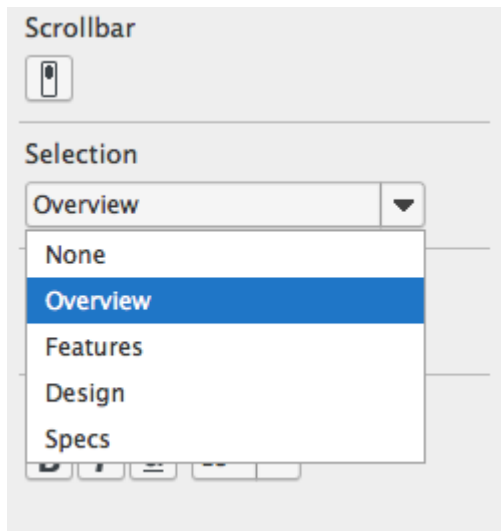 Scrollbar
Selection
Overview
None
Overview
Features
Design
Specs